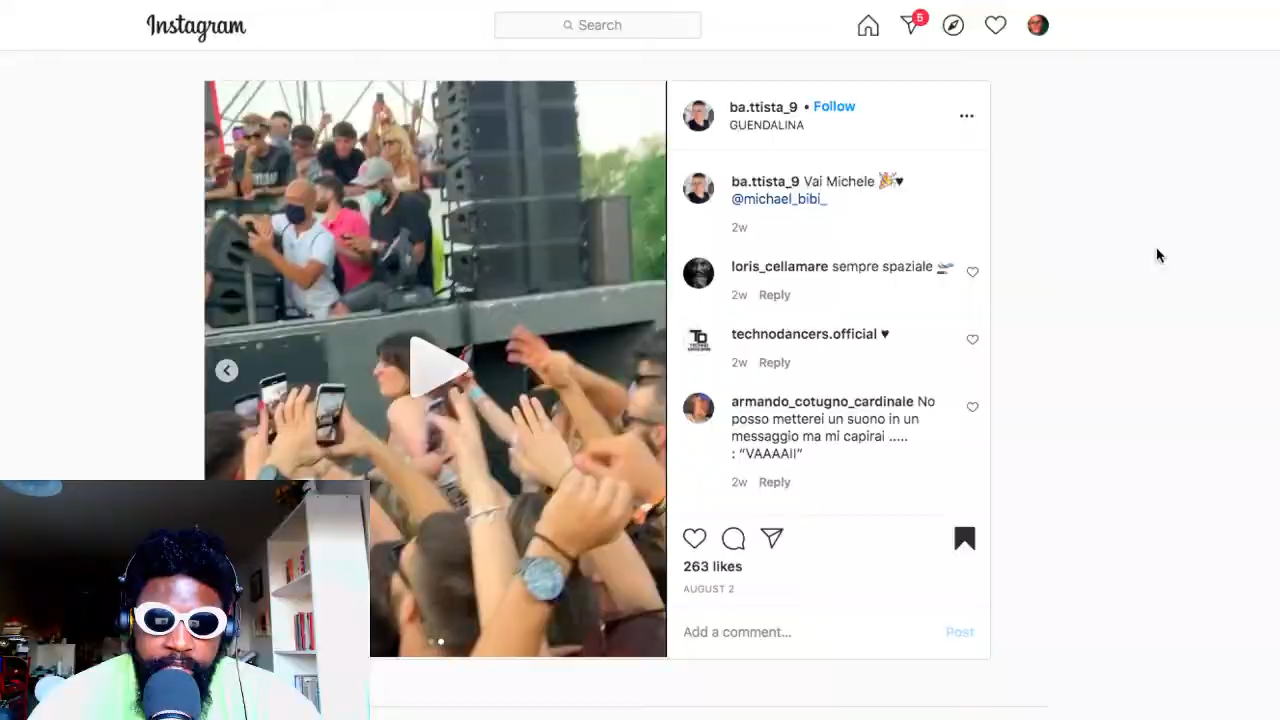 Instagram
Search
5
ba.ttista_9 • Follow
GUENDALINA
ba.ttista_9 Vai Michele 🎉♥
@michael_bibi_
2w
loris_cellamare sempre spaziale 🛫
2w Reply
TD
technodancers.official ♥
2w Reply
armando_cotugno_cardinale No
posso metterei un suono in un
messaggio ma mi capirai .....
: “VAAAAII”
2w Reply
263 likes
AUGUST 2
Add a comment...
Post